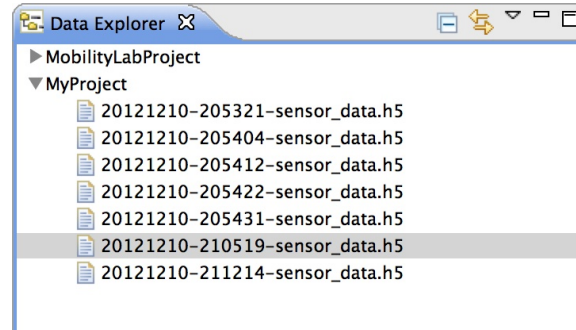 Data Explorer
MobilityLabProject
MyProject
20121210-205321-sensor_data.h5
20121210-205404-sensor_data.h5
20121210-205412-sensor_data.h5
20121210-205422-sensor_data.h5
20121210-205431-sensor_data.h5
20121210-210519-sensor_data.h5
20121210-211214-sensor_data.h5